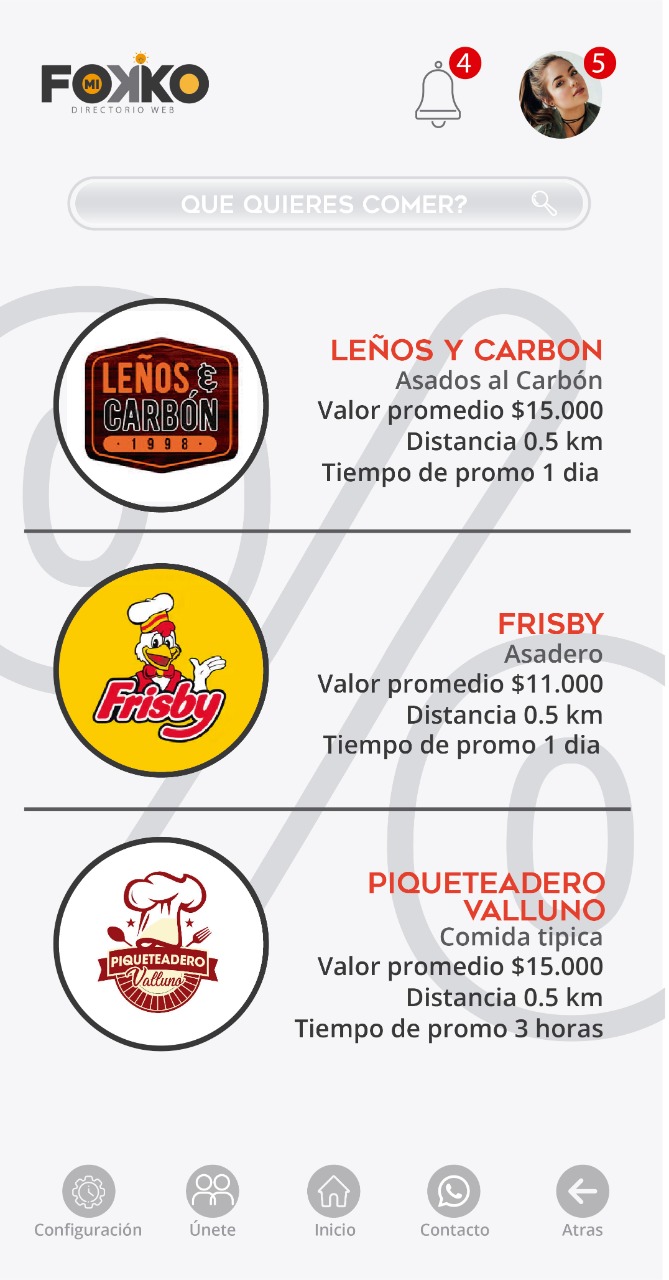 FOKKO
MI
DIRECTORIO WEB
4
5
QUE QUIERES COMER?
LEÑOS &
CARBÓN
· 1998 ·
LEÑOS Y CARBON
Asados al Carbón
Valor promedio $15.000
Distancia 0.5 km
Tiempo de promo 1 dia
Frisby
FRISBY
Asadero
Valor promedio $11.000
Distancia 0.5 km
Tiempo de promo 1 dia
PIQUETEADERO
Valluno
PIQUETEADERO
VALLUNO
Comida tipica
Valor promedio $15.000
Distancia 0.5 km
Tiempo de promo 3 horas
Configuración
Únete
Inicio
Contacto
Atras